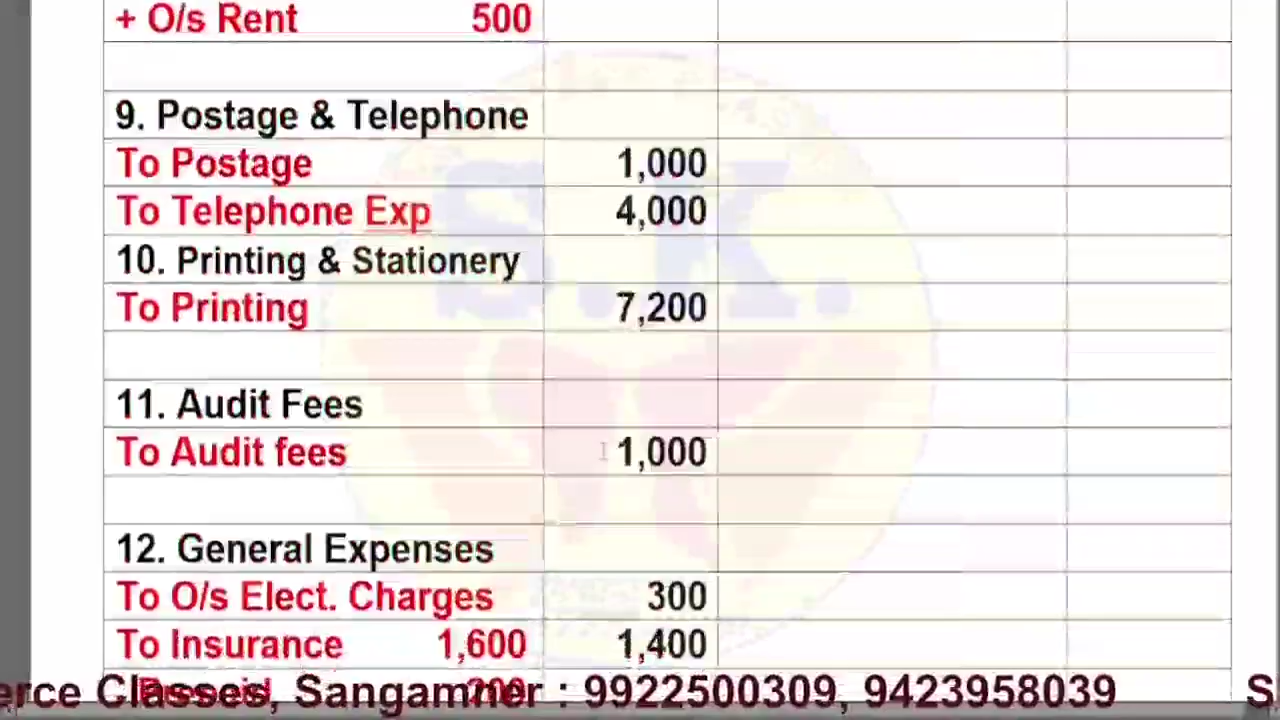 + O/s Rent 500
9. Postage & Telephone
To Postage 1,000
To Telephone Exp 4,000
10. Printing & Stationery
To Printing 7,200
11. Audit Fees
To Audit fees 1,000
12. General Expenses
To O/s Elect. Charges 300
To Insurance 1,600 1,400
erce Classes, Sangamner : 9922500309, 9423958039 S
S.K.